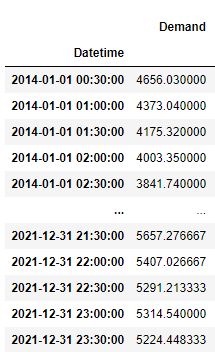 Demand
Datetime
2014-01-01 00:30:00 4656.030000
2014-01-01 01:00:00 4373.040000
2014-01-01 01:30:00 4175.320000
2014-01-01 02:00:00 4003.350000
2014-01-01 02:30:00 3841.740000
... ...
2021-12-31 21:30:00 5657.276667
2021-12-31 22:00:00 5407.026667
2021-12-31 22:30:00 5291.213333
2021-12-31 23:00:00 5314.540000
2021-12-31 23:30:00 5224.448333